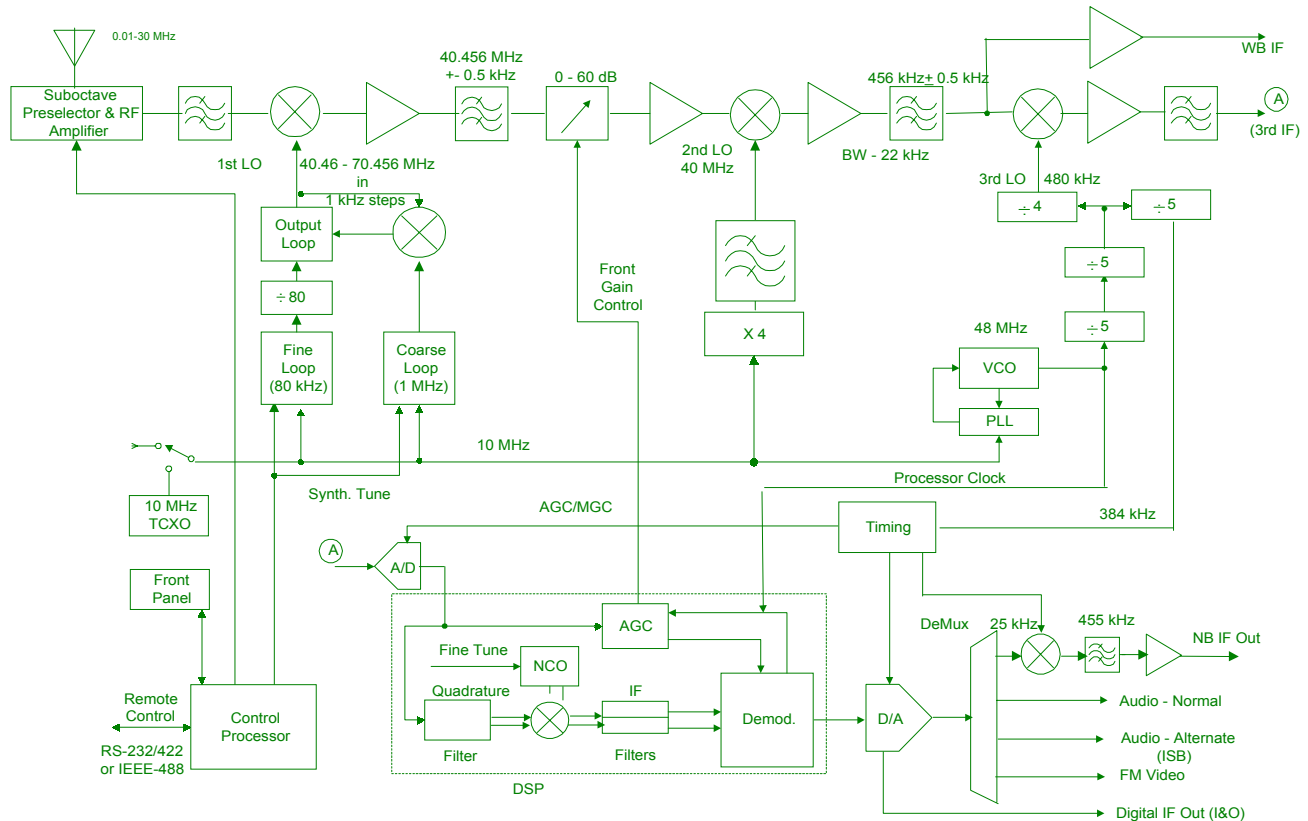 0.01-30 MHz
Suboctave
Preselector & RF
Amplifier
40.456 MHz
+- 0.5 kHz
0 - 60 dB
456 kHz± 0.5 kHz
WB IF
A
(3rd IF)
1st LO
40.46 - 70.456 MHz
in
1 kHz steps
2nd LO
40 MHz
BW - 22 kHz
3rd LO
480 kHz
÷4
÷5
Output
Loop
÷80
Fine
Loop
(80 kHz)
Coarse
Loop
(1 MHz)
Front
Gain
Control
X 4
÷5
÷5
48 MHz
VCO
PLL
10 MHz
10 MHz
TCXO
Synth. Tune
Processor Clock
AGC/MGC
Timing
384 kHz
A
A/D
Front
Panel
AGC
Fine Tune
NCO
Quadrature
Filter
IF
Filters
Demod.
DSP
D/A
DeMux
25 kHz
455 kHz
NB IF Out
Audio - Normal
Audio - Alternate
(ISB)
FM Video
Digital IF Out (I&O)
Remote
Control
RS-232/422
or IEEE-488
Control
Processor